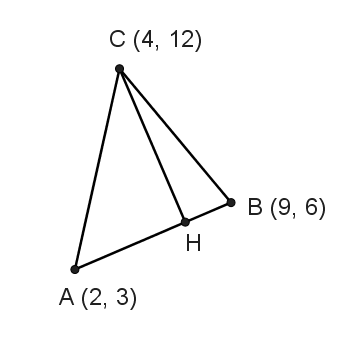 C (4, 12)
B (9, 6)
H
A (2, 3)